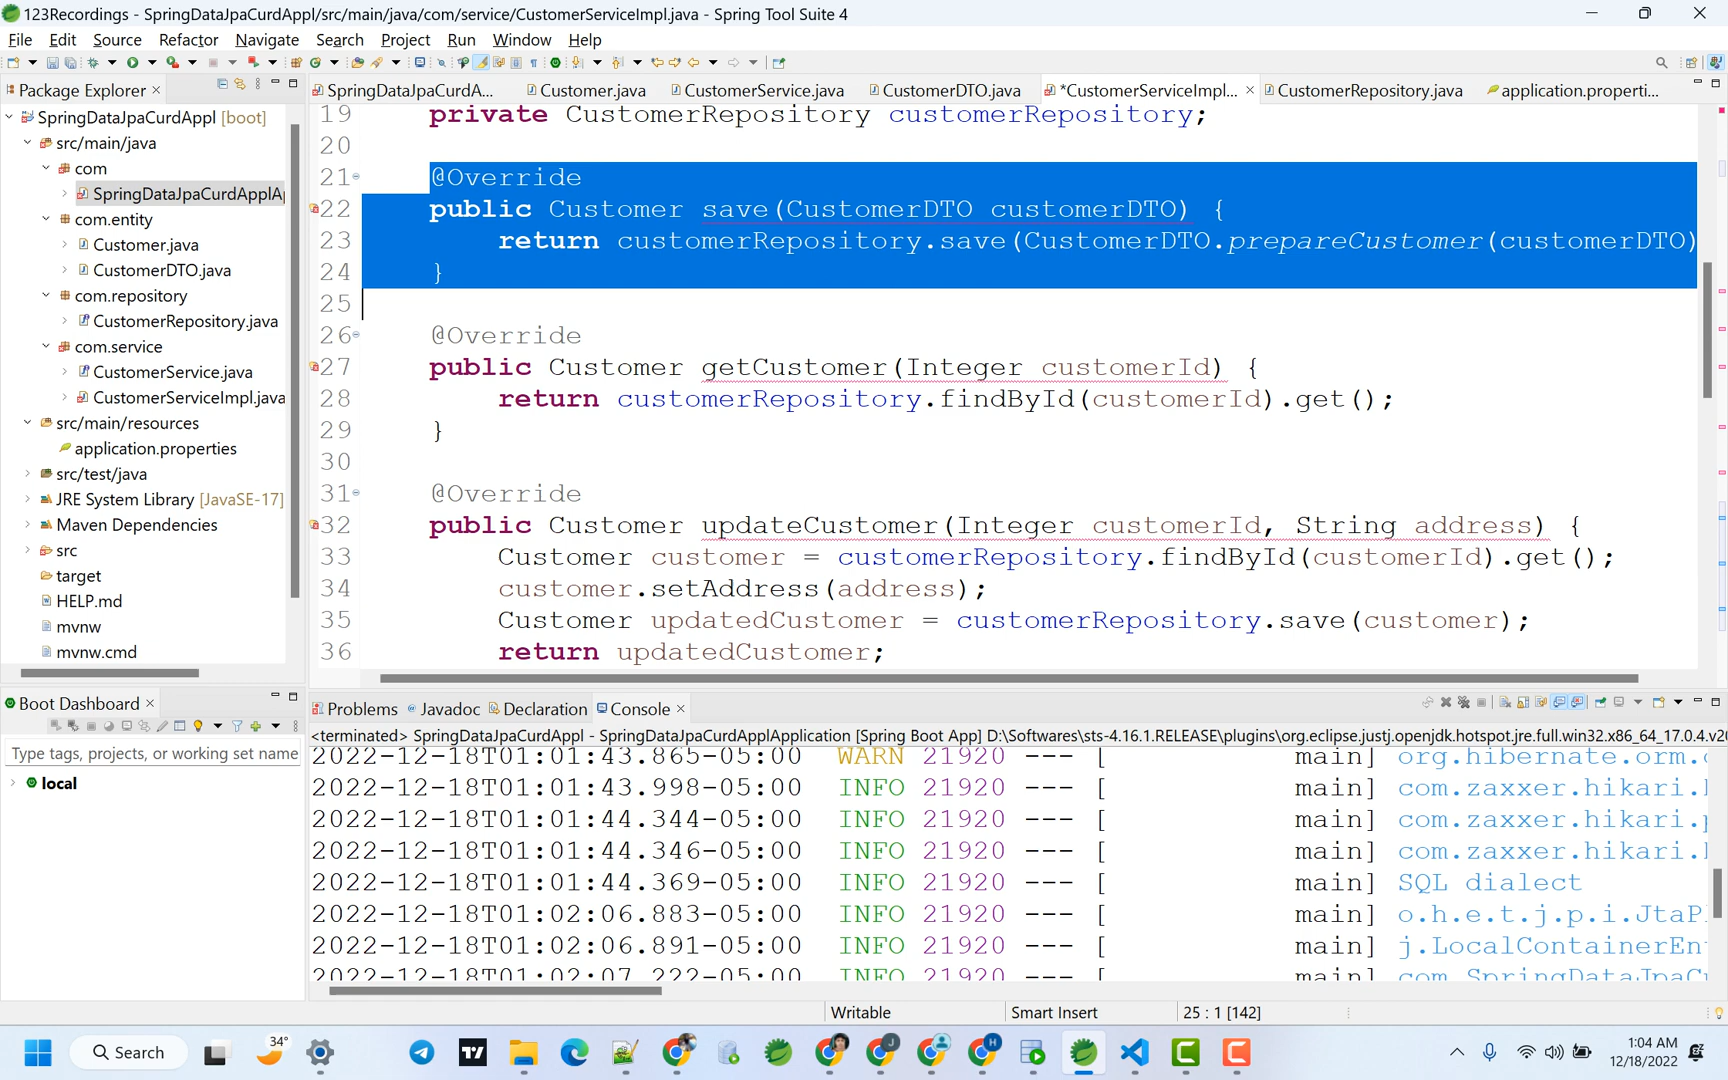 123Recordings - SpringDataJpaCurdAppl/src/main/java/com/service/CustomerServiceImpl.java - Spring Tool Suite 4
File Edit Source Refactor Navigate Search Project Run Window Help
Package Explorer
SpringDataJpaCurdAppl [boot]
src/main/java
com
SpringDataJpaCurdApplA
com.entity
Customer.java
CustomerDTO.java
com.repository
CustomerRepository.java
com.service
CustomerService.java
CustomerServiceImpl.java
src/main/resources
application.properties
src/test/java
JRE System Library [JavaSE-17]
Maven Dependencies
src
target
HELP.md
mvnw
mvnw.cmd
SpringDataJpaCurdA... Customer.java CustomerService.java CustomerDTO.java *CustomerServiceImpl... CustomerRepository.java application.properti...
19 private CustomerRepository customerRepository;
20
21 @Override
22 public Customer save(CustomerDTO customerDTO) {
23 return customerRepository.save(CustomerDTO.prepareCustomer(customerDTO)
24 }
25
26 @Override
27 public Customer getCustomer(Integer customerId) {
28 return customerRepository.findById(customerId).get();
29 }
30
31 @Override
32 public Customer updateCustomer(Integer customerId, String address) {
33 Customer customer = customerRepository.findById(customerId).get();
34 customer.setAddress(address);
35 Customer updatedCustomer = customerRepository.save(customer);
36 return updatedCustomer;
Boot Dashboard
Type tags, projects, or working set name
local
Problems Javadoc Declaration Console
<terminated> SpringDataJpaCurdAppl - SpringDataJpaCurdApplApplication [Spring Boot App] D:\Softwares\sts-4.16.1.RELEASE\plugins\org.eclipse.justj.openjdk.hotspot.jre.full.win32.x86_64_17.0.4.v20
2022-12-18T01:01:43.865-05:00 WARN 21920 --- [ main] org.hibernate.orm.
2022-12-18T01:01:43.998-05:00 INFO 21920 --- [ main] com.zaxxer.hikari.
2022-12-18T01:01:44.344-05:00 INFO 21920 --- [ main] com.zaxxer.hikari.
2022-12-18T01:01:44.346-05:00 INFO 21920 --- [ main] com.zaxxer.hikari.
2022-12-18T01:01:44.369-05:00 INFO 21920 --- [ main] SQL dialect
2022-12-18T01:02:06.883-05:00 INFO 21920 --- [ main] o.h.e.t.j.p.i.JtaP
2022-12-18T01:02:06.891-05:00 INFO 21920 --- [ main] j.LocalContainerEn
2022-12-18T01:02:07.222-05:00 INFO 21920 --- [ main] com.SpringDataJpaCu
Writable Smart Insert 25 : 1 [142]
Search
34°
1:04 AM
12/18/2022